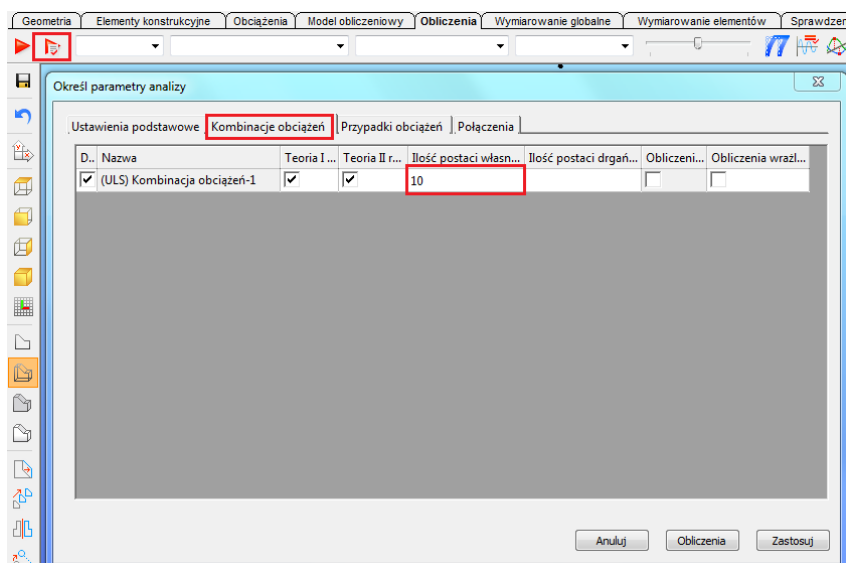 Geometria Elementy konstrukcyjne Obciążenia Model obliczeniowy Obliczenia Wymiarowanie globalne Wymiarowanie elementów Sprawdzen
Określ parametry analizy
Ustawienia podstawowe Kombinacje obciążeń Przypadki obciążeń Połączenia
D.. Nazwa Teoria I ... Teoria II r... Ilość postaci własn... Ilość postaci drgań... Obliczeni... Obliczenia wrażl...
(ULS) Kombinacja obciążeń-1 10
Anuluj Obliczenia Zastosuj